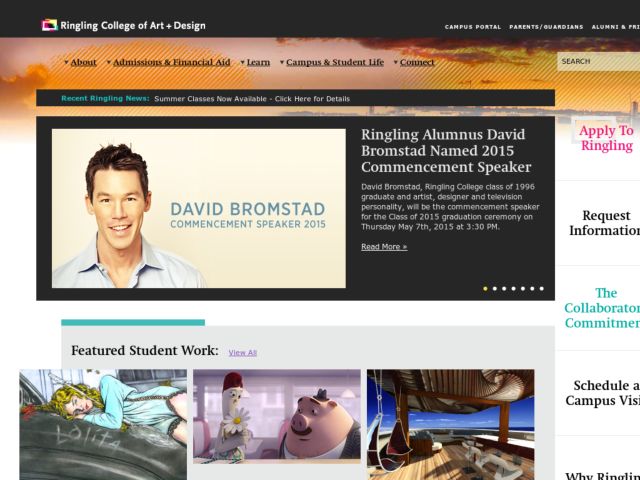 Ringling College of Art + Design
CAMPUS PORTAL PARENTS/GUARDIANS ALUMNI & FRI
About Admissions & Financial Aid Learn Campus & Student Life Connect
SEARCH
Recent Ringling News: Summer Classes Now Available - Click Here for Details
Ringling Alumnus David
Bromstad Named 2015
Commencement Speaker
DAVID BROMSTAD
COMMENCEMENT SPEAKER 2015
David Bromstad, Ringling College class of 1996
graduate and artist, designer and television
personality, will be the commencement speaker
for the Class of 2015 graduation ceremony on
Thursday May 7th, 2015 at 3:30 PM.
Read More »
Apply To
Ringling
Request
Information
The
Collaborator
Commitmen
Schedule a
Campus Visi
Why Ringlin
Featured Student Work: View All
Lolita